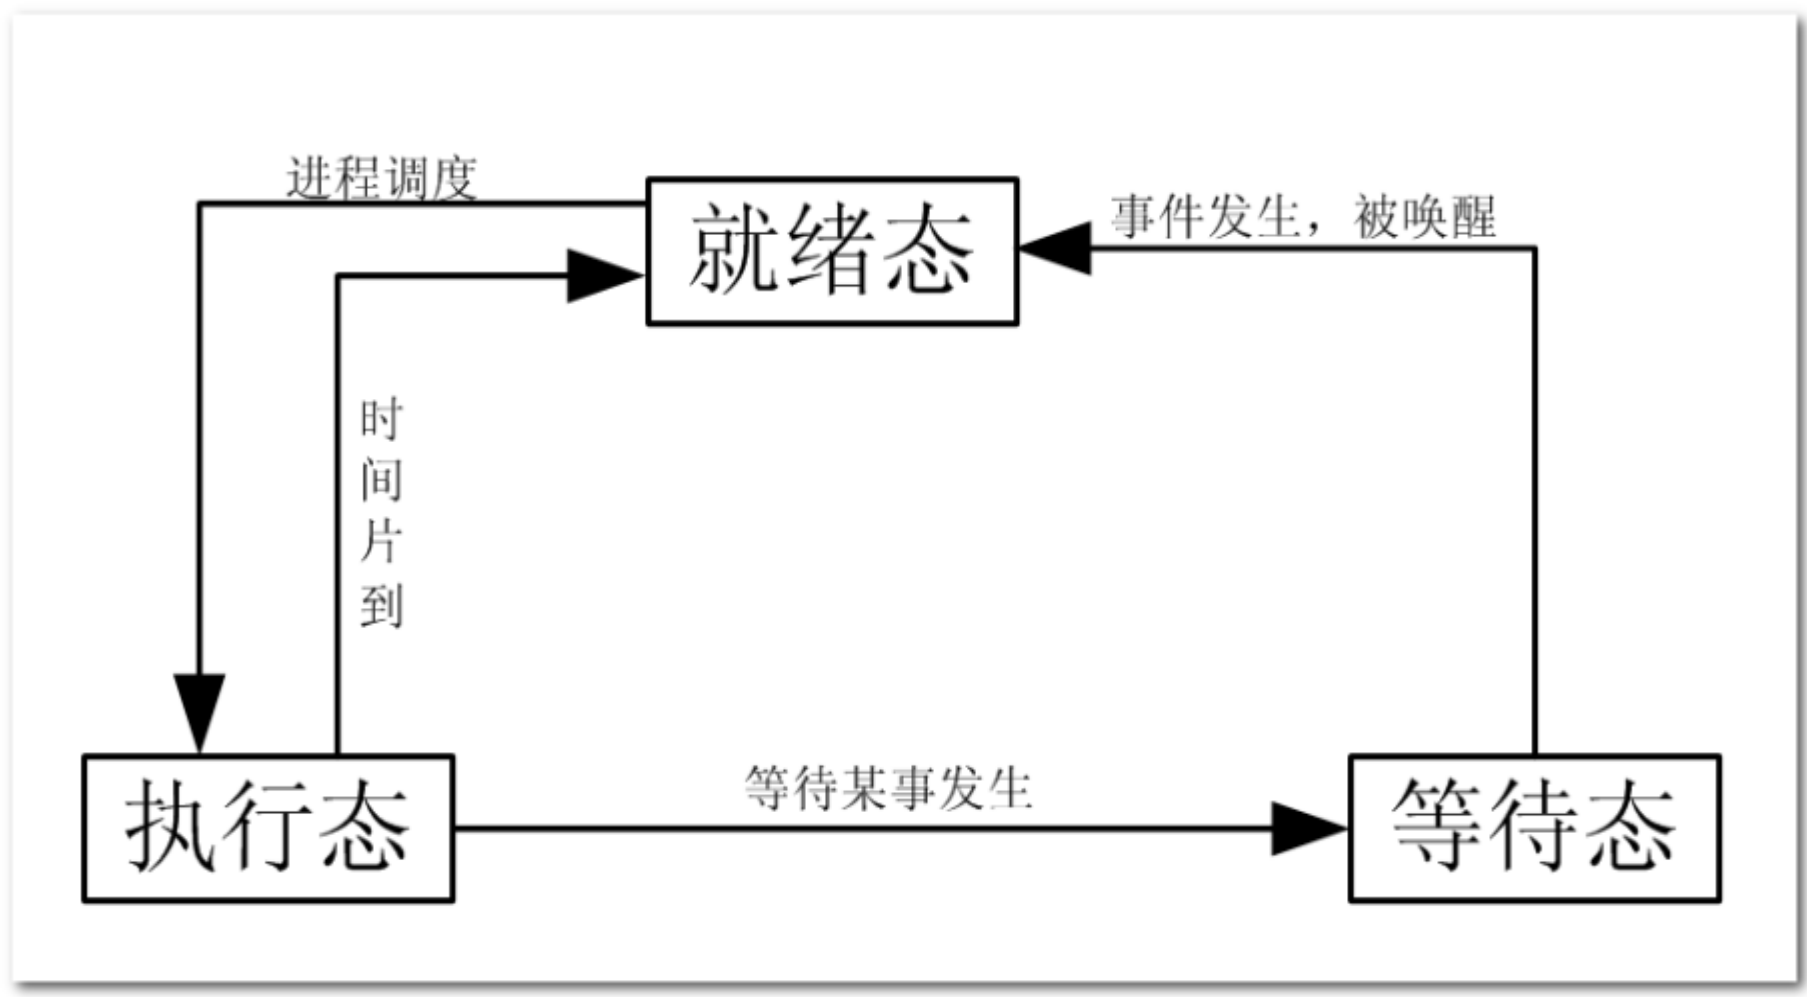 进程调度
就绪态
事件发生，被唤醒
时
间
片
到
等待某事发生
执行态
等待态